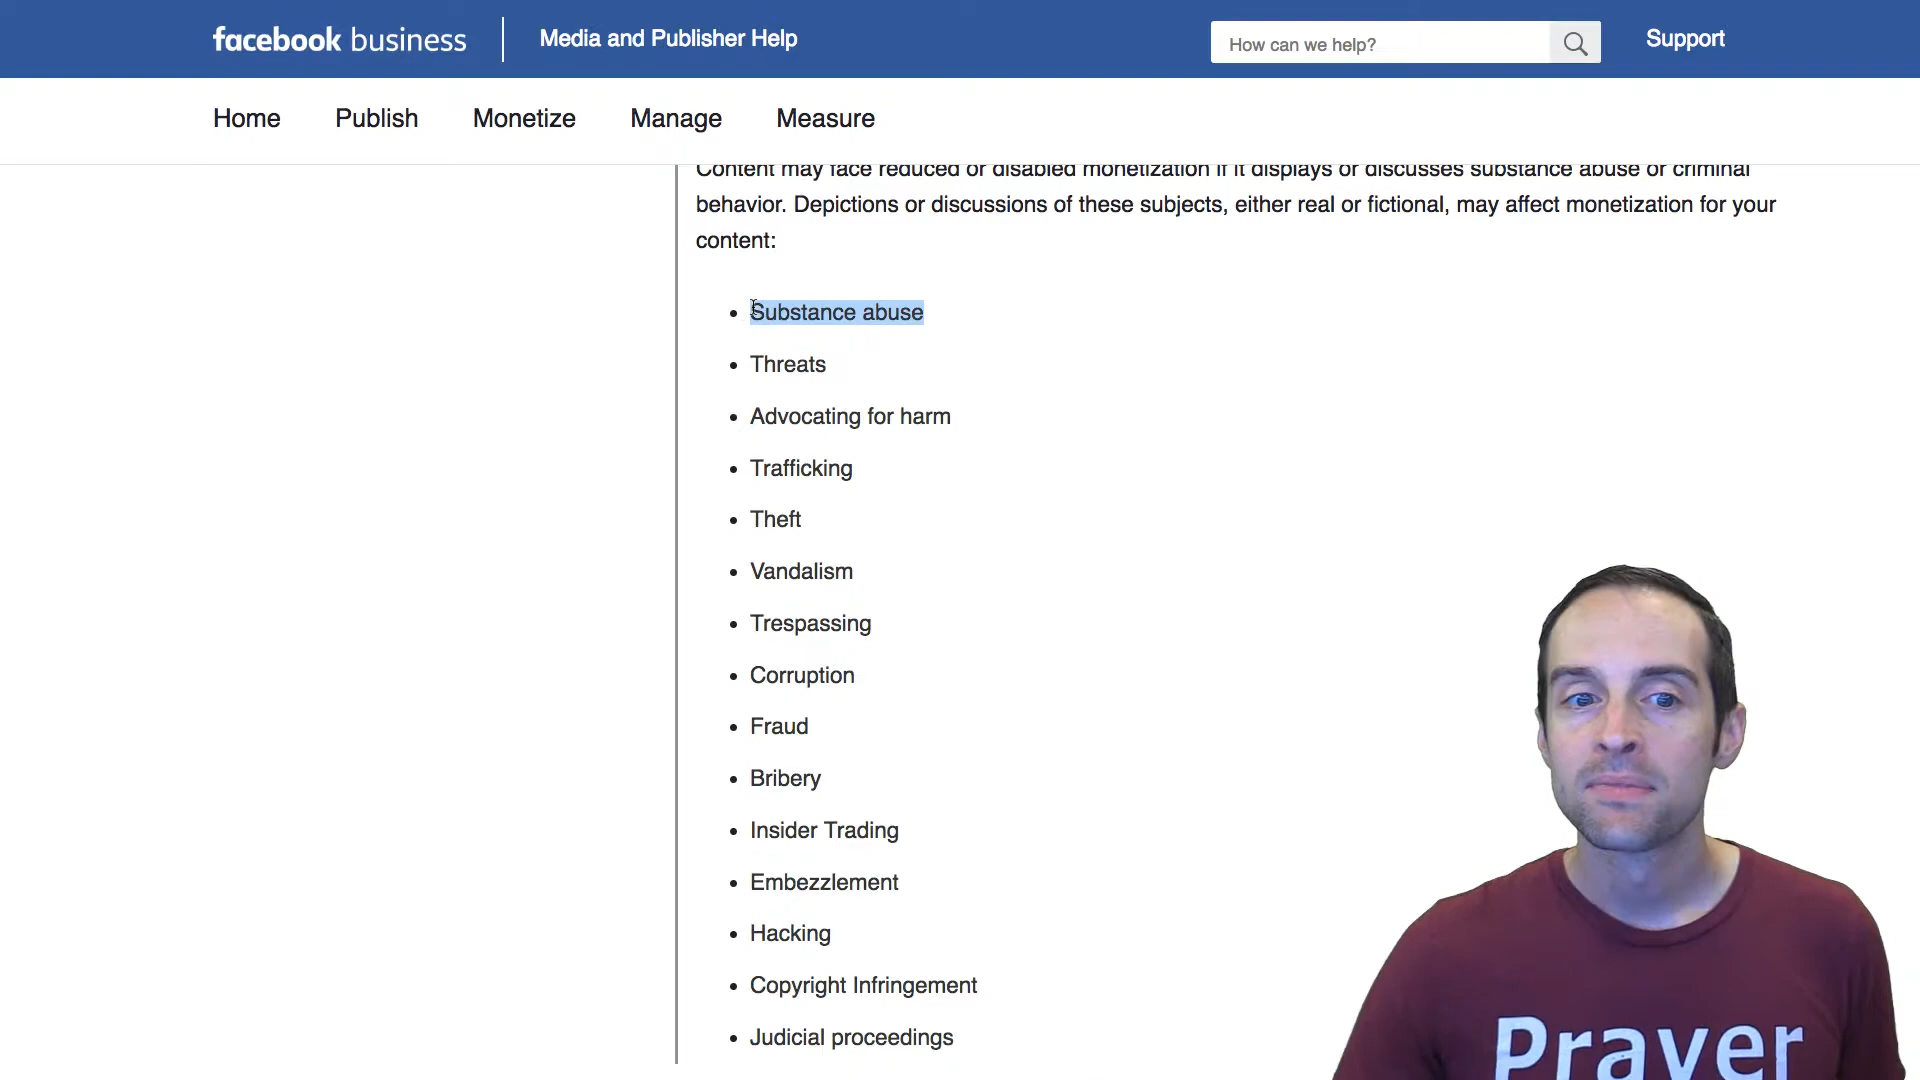 facebook business
Media and Publisher Help
How can we help?
Support
Home
Publish
Monetize
Manage
Measure
Content may face reduced or disabled monetization if it displays or discusses substance abuse or criminal
behavior. Depictions or discussions of these subjects, either real or fictional, may affect monetization for your
content:
Substance abuse
Threats
Advocating for harm
Trafficking
Theft
Vandalism
Trespassing
Corruption
Fraud
Bribery
Insider Trading
Embezzlement
Hacking
Copyright Infringement
Judicial proceedings
Prayer